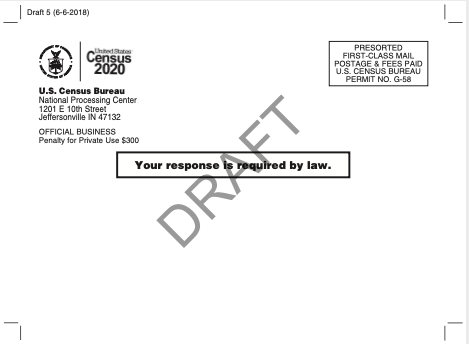 Draft 5 (6-6-2018)
United States®
Census
2020
U.S. Census Bureau
National Processing Center
1201 E 10th Street
Jeffersonville IN 47132
OFFICIAL BUSINESS
Penalty for Private Use $300
PRESORTED
FIRST-CLASS MAIL
POSTAGE & FEES PAID
U.S. CENSUS BUREAU
PERMIT NO. G-58
Your response is required by law.
DRAFT